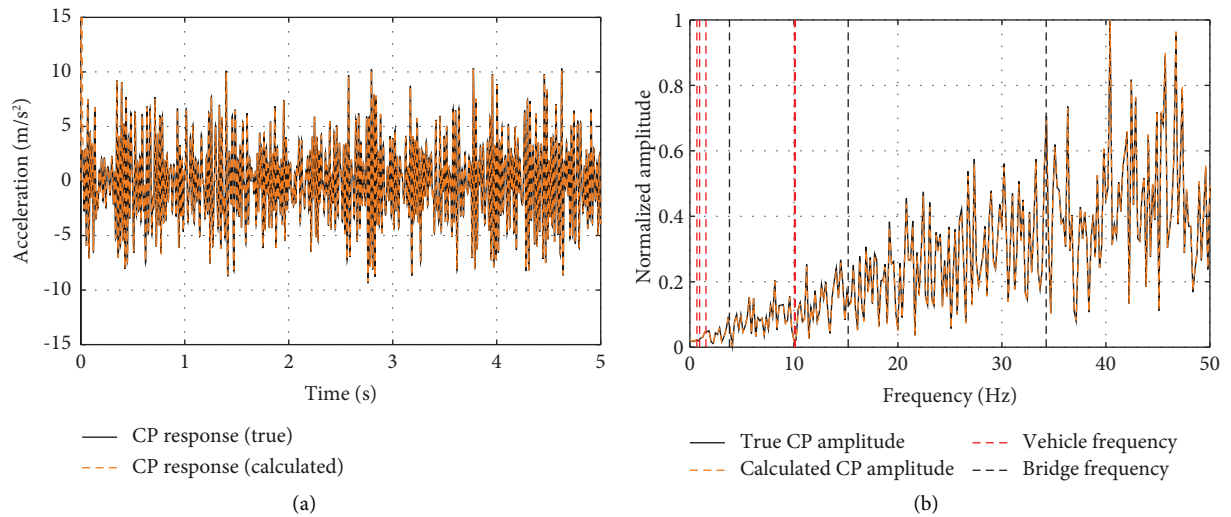 15
10
5
0
-5
-10
-15
Acceleration (m/s²)
0
1
2
3
4
5
Time (s)
CP response (true)
CP response (calculated)
(a)
1
0.8
0.6
0.4
0.2
0
Normalized amplitude
0
10
20
30
40
50
Frequency (Hz)
True CP amplitude
Calculated CP amplitude
Vehicle frequency
Bridge frequency
(b)